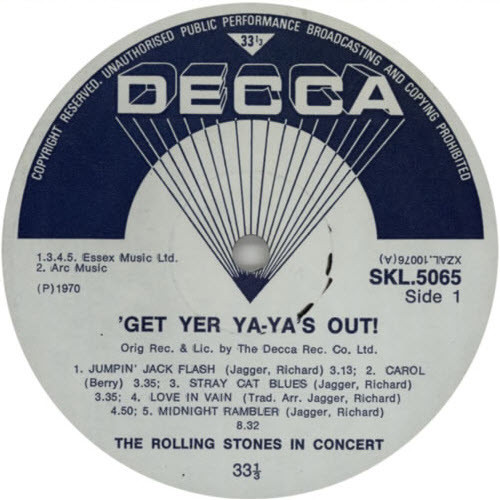 COPYRIGHT RESERVED. UNAUTHORISED PUBLIC PERFORMANCE BROADCASTING AND COPYING PROHIBITED
33⅓
DECCA
1.3.4.5. Essex Music Ltd.
2. Arc Music
(P)1970
XZAL.10076(A)
SKL.5065
Side 1
'GET YER YA-YA'S OUT!
Orig Rec. & Lic. by The Decca Rec. Co. Ltd.
1. JUMPIN' JACK FLASH (Jagger, Richard) 3.13; 2. CAROL
(Berry) 3.35; 3. STRAY CAT BLUES (Jagger, Richard)
3.35; 4. LOVE IN VAIN (Trad. Arr. Jagger, Richard)
4.50; 5. MIDNIGHT RAMBLER (Jagger, Richard)
8.32
THE ROLLING STONES IN CONCERT
33⅓